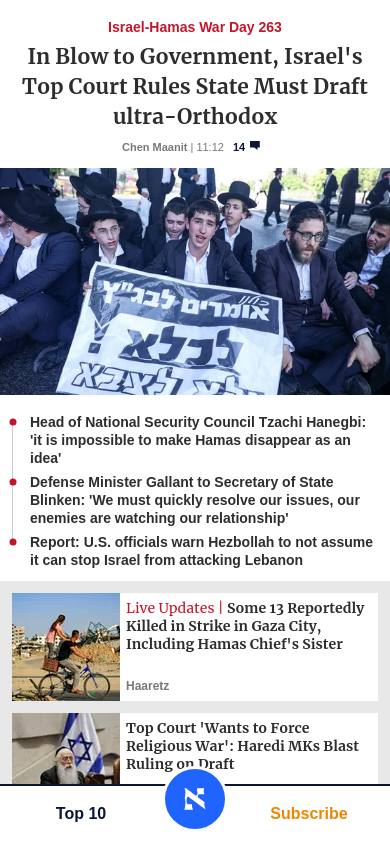 Israel-Hamas War Day 263
In Blow to Government, Israel's
Top Court Rules State Must Draft
ultra-Orthodox
Chen Maanit | 11:12 14
אומרים לבג"ץ
לכלא
ולא לצבא
Head of National Security Council Tzachi Hanegbi:
'it is impossible to make Hamas disappear as an
idea'
Defense Minister Gallant to Secretary of State
Blinken: 'We must quickly resolve our issues, our
enemies are watching our relationship'
Report: U.S. officials warn Hezbollah to not assume
it can stop Israel from attacking Lebanon
Live Updates | Some 13 Reportedly
Killed in Strike in Gaza City,
Including Hamas Chief's Sister
Haaretz
Top Court 'Wants to Force
Religious War': Haredi MKs Blast
Ruling on Draft
Top 10
א
Subscribe